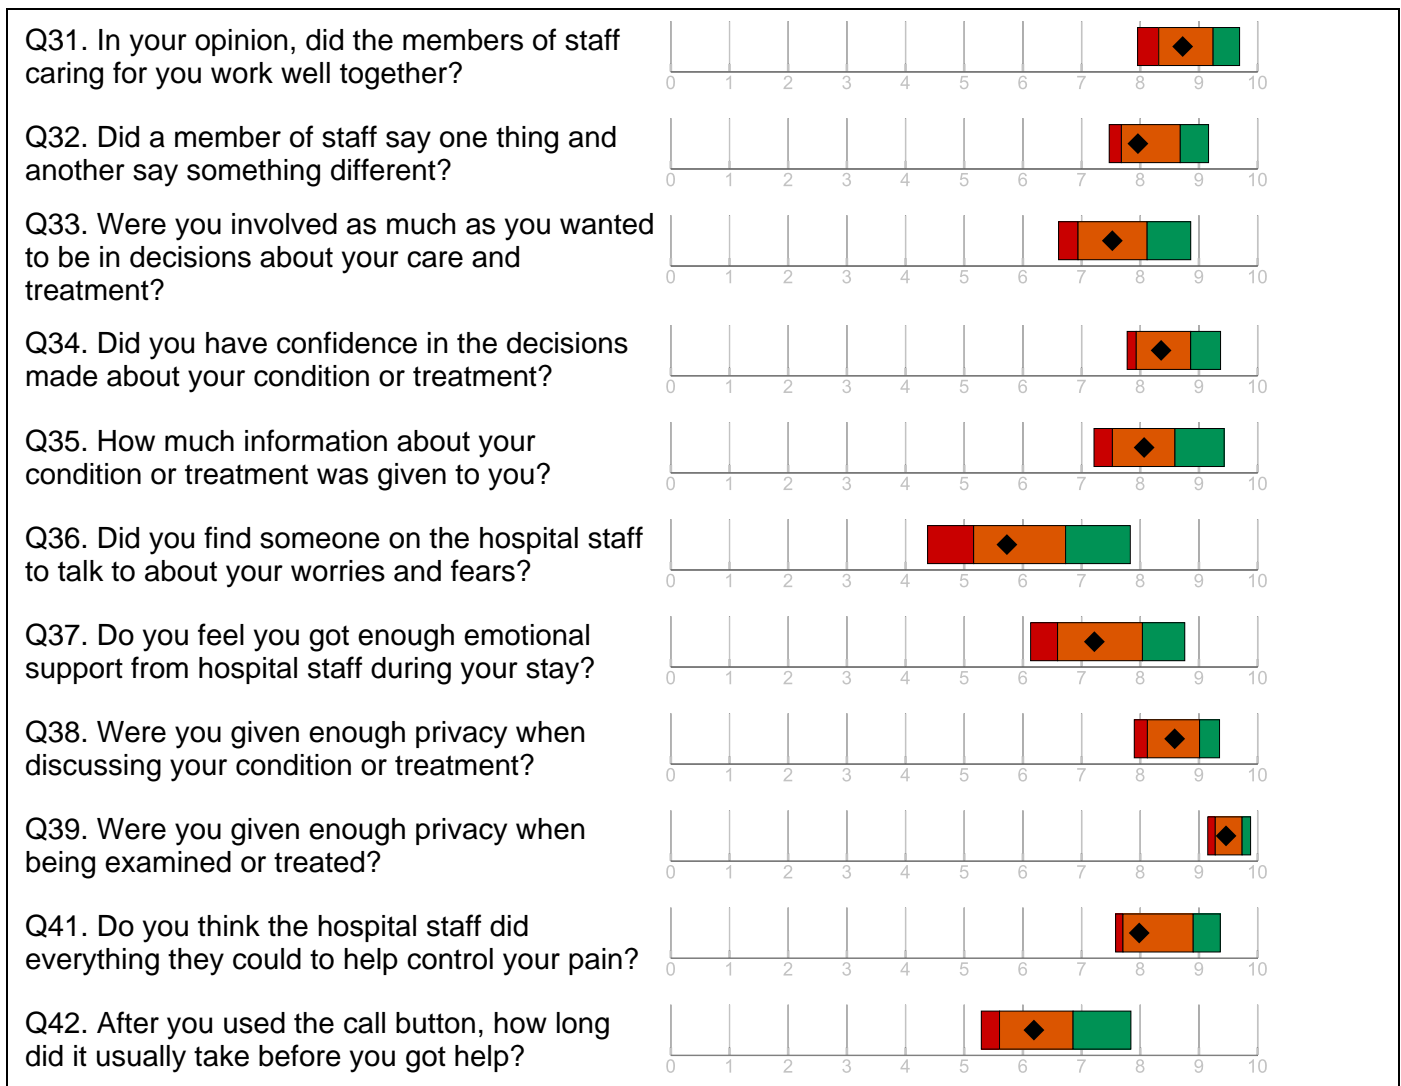 Q31. In your opinion, did the members of staff
caring for you work well together?
0 1 2 3 4 5 6 7 8 9 10
Q32. Did a member of staff say one thing and
another say something different?
0 1 2 3 4 5 6 7 8 9 10
Q33. Were you involved as much as you wanted
to be in decisions about your care and
treatment?
0 1 2 3 4 5 6 7 8 9 10
Q34. Did you have confidence in the decisions
made about your condition or treatment?
0 1 2 3 4 5 6 7 8 9 10
Q35. How much information about your
condition or treatment was given to you?
0 1 2 3 4 5 6 7 8 9 10
Q36. Did you find someone on the hospital staff
to talk to about your worries and fears?
0 1 2 3 4 5 6 7 8 9 10
Q37. Do you feel you got enough emotional
support from hospital staff during your stay?
0 1 2 3 4 5 6 7 8 9 10
Q38. Were you given enough privacy when
discussing your condition or treatment?
0 1 2 3 4 5 6 7 8 9 10
Q39. Were you given enough privacy when
being examined or treated?
0 1 2 3 4 5 6 7 8 9 10
Q41. Do you think the hospital staff did
everything they could to help control your pain?
0 1 2 3 4 5 6 7 8 9 10
Q42. After you used the call button, how long
did it usually take before you got help?
0 1 2 3 4 5 6 7 8 9 10